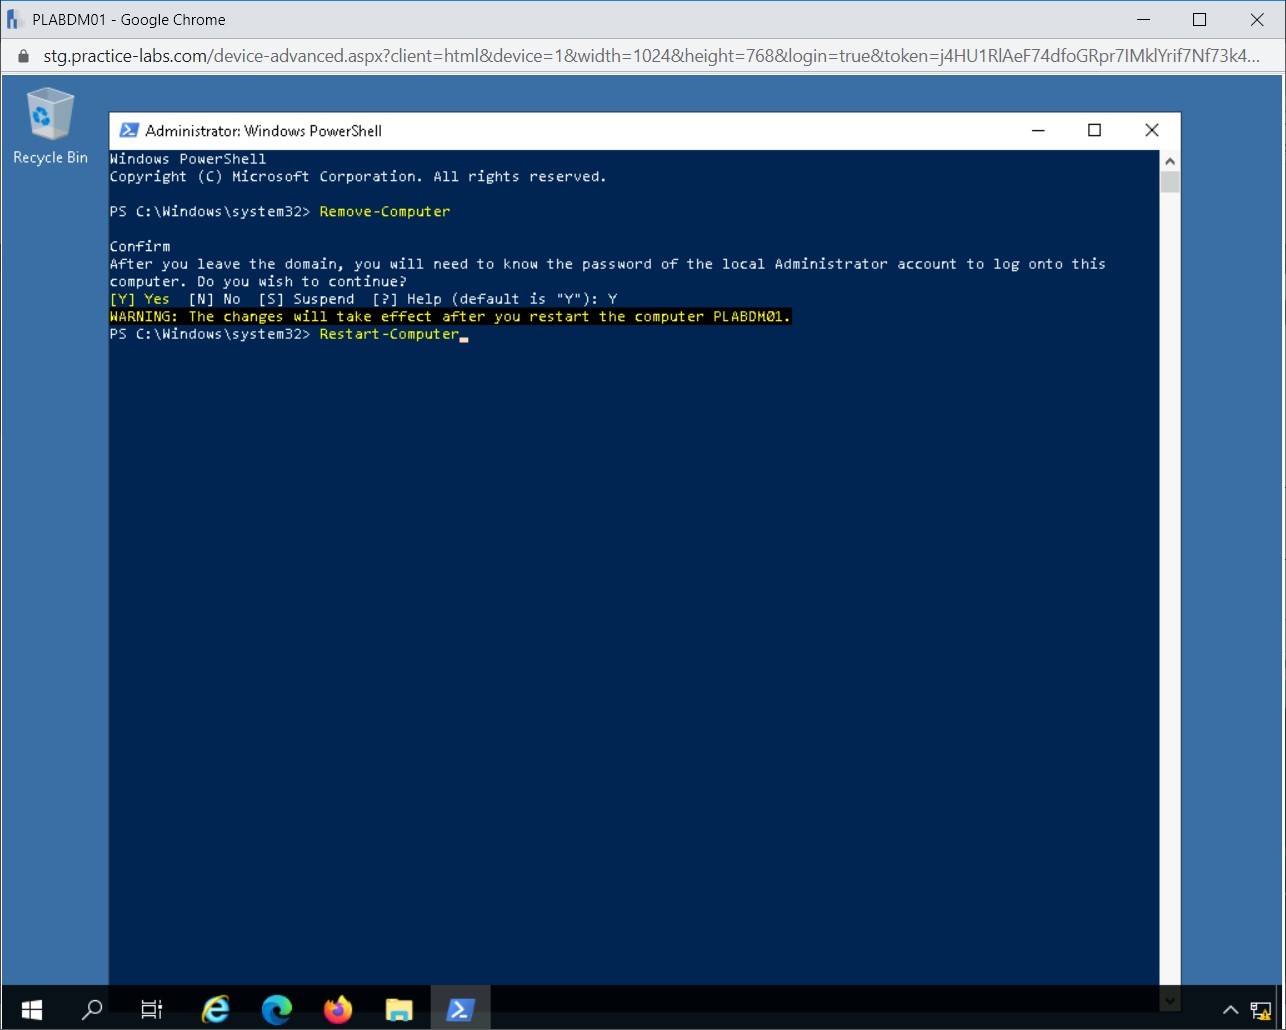 PLABDM01 - Google Chrome
stg.practice-labs.com/device-advanced.aspx?client=html&device=1&width=1024&height=768&login=true&token=j4HU1RlAeF74dfoGRpr7IMklYrif7Nf73k4...
Recycle Bin
Administrator: Windows PowerShell
Windows PowerShell
Copyright (C) Microsoft Corporation. All rights reserved.
PS C:\Windows\system32> Remove-Computer
Confirm
After you leave the domain, you will need to know the password of the local Administrator account to log onto this
computer. Do you wish to continue?
[Y] Yes  [N] No  [S] Suspend  [?] Help (default is "Y"): Y
WARNING: The changes will take effect after you restart the computer PLABDM01.
PS C:\Windows\system32> Restart-Computer